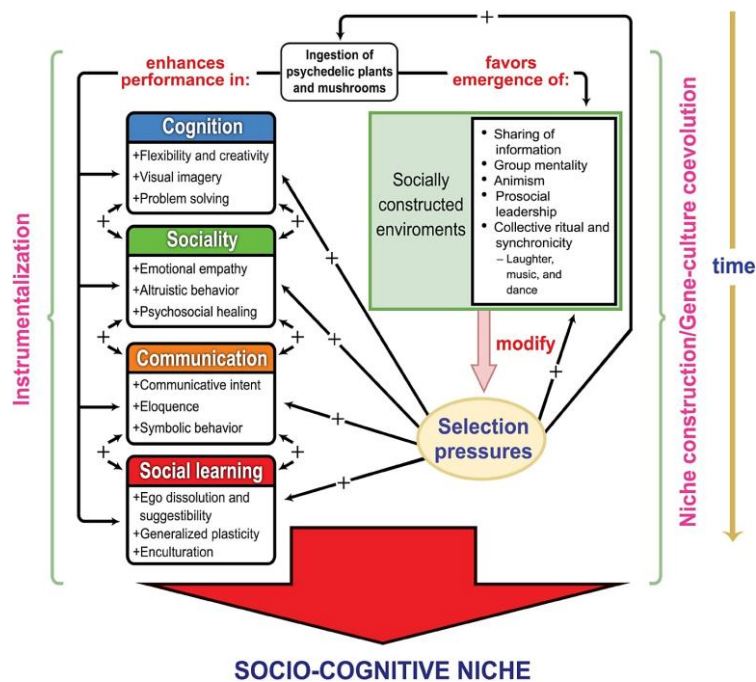 +
enhances
performance in:
Ingestion of
psychedelic plants
and mushrooms
favors
emergence of:
Cognition
+Flexibility and creativity
+Visual imagery
+Problem solving
+
+
Sociality
+Emotional empathy
+Altruistic behavior
+Psychosocial healing
+
+
Communication
+Communicative intent
+Eloquence
+Symbolic behavior
+
+
Social learning
+Ego dissolution and
suggestibility
+Generalized plasticity
+Enculturation
Socially
constructed
enviroments
• Sharing of
information
• Group mentality
• Animism
• Prosocial
leadership
• Collective ritual and
synchronicity
– Laughter,
music, and
dance
modify
Selection
pressures
+
+
+
+
+
Instrumentalization
Niche construction/Gene-culture coevolution
time
SOCIO-COGNITIVE NICHE